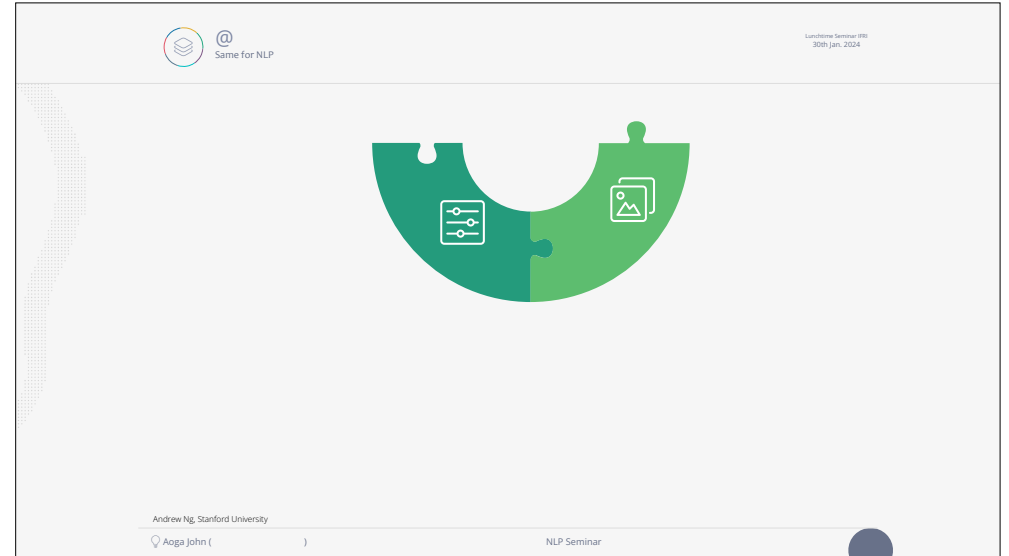 @
Same for NLP
Lunchtime Seminar IFRI
30th Jan. 2024
Andrew Ng, Stanford University
Aoga John ( )
NLP Seminar